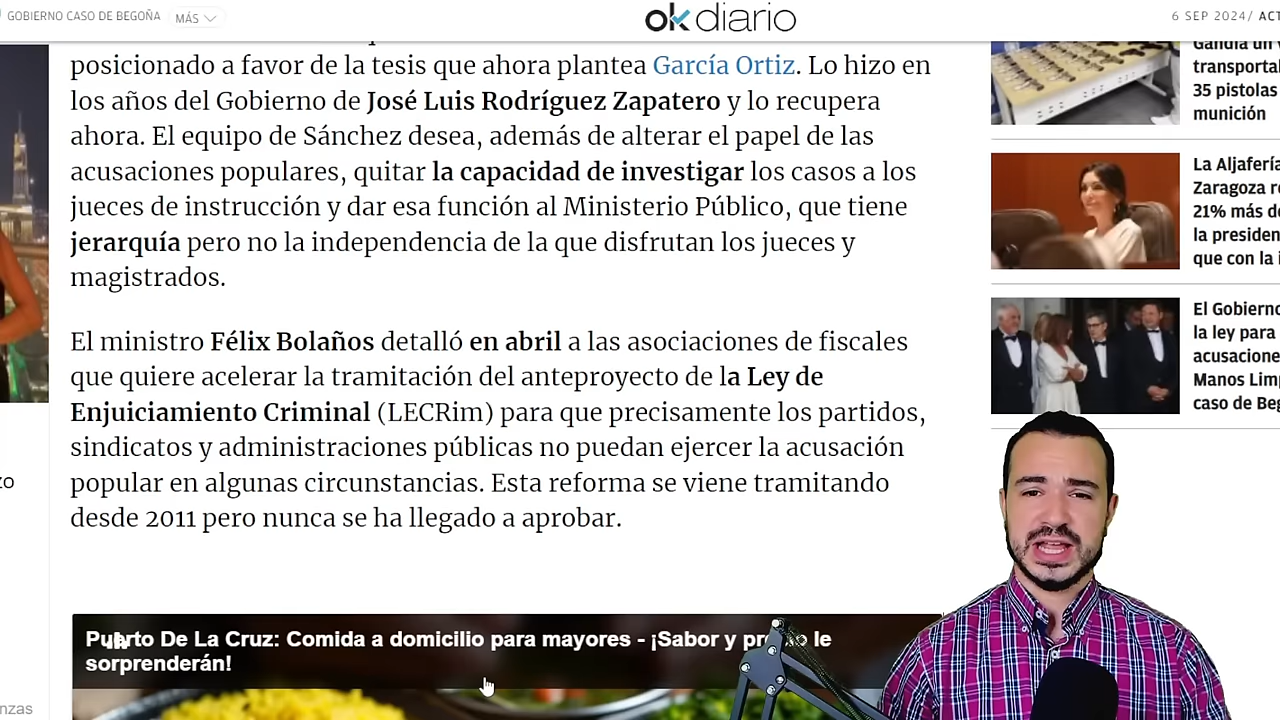 GOBIERNO CASO DE BEGOÑA
MÁS
okdiario
6 SEP 2024/ ACT
posicionado a favor de la tesis que ahora plantea García Ortiz. Lo hizo en
los años del Gobierno de José Luis Rodríguez Zapatero y lo recupera
ahora. El equipo de Sánchez desea, además de alterar el papel de las
acusaciones populares, quitar la capacidad de investigar los casos a los
jueces de instrucción y dar esa función al Ministerio Público, que tiene
jerarquía pero no la independencia de la que disfrutan los jueces y
magistrados.
El ministro Félix Bolaños detalló en abril a las asociaciones de fiscales
que quiere acelerar la tramitación del anteproyecto de la Ley de
Enjuiciamiento Criminal (LECRim) para que precisamente los partidos,
sindicatos y administraciones públicas no puedan ejercer la acusación
popular en algunas circunstancias. Esta reforma se viene tramitando
desde 2011 pero nunca se ha llegado a aprobar.
Puerto De La Cruz: Comida a domicilio para mayores - ¡Sabor y precio le
sorprenderán!
Gandía un
transportal
35 pistolas
munición
La Aljafería
Zaragoza r
21% más d
la presiden
que con la
El Gobierno
la ley para
acusacione
Manos Limp
caso de Beg
zo
nzas